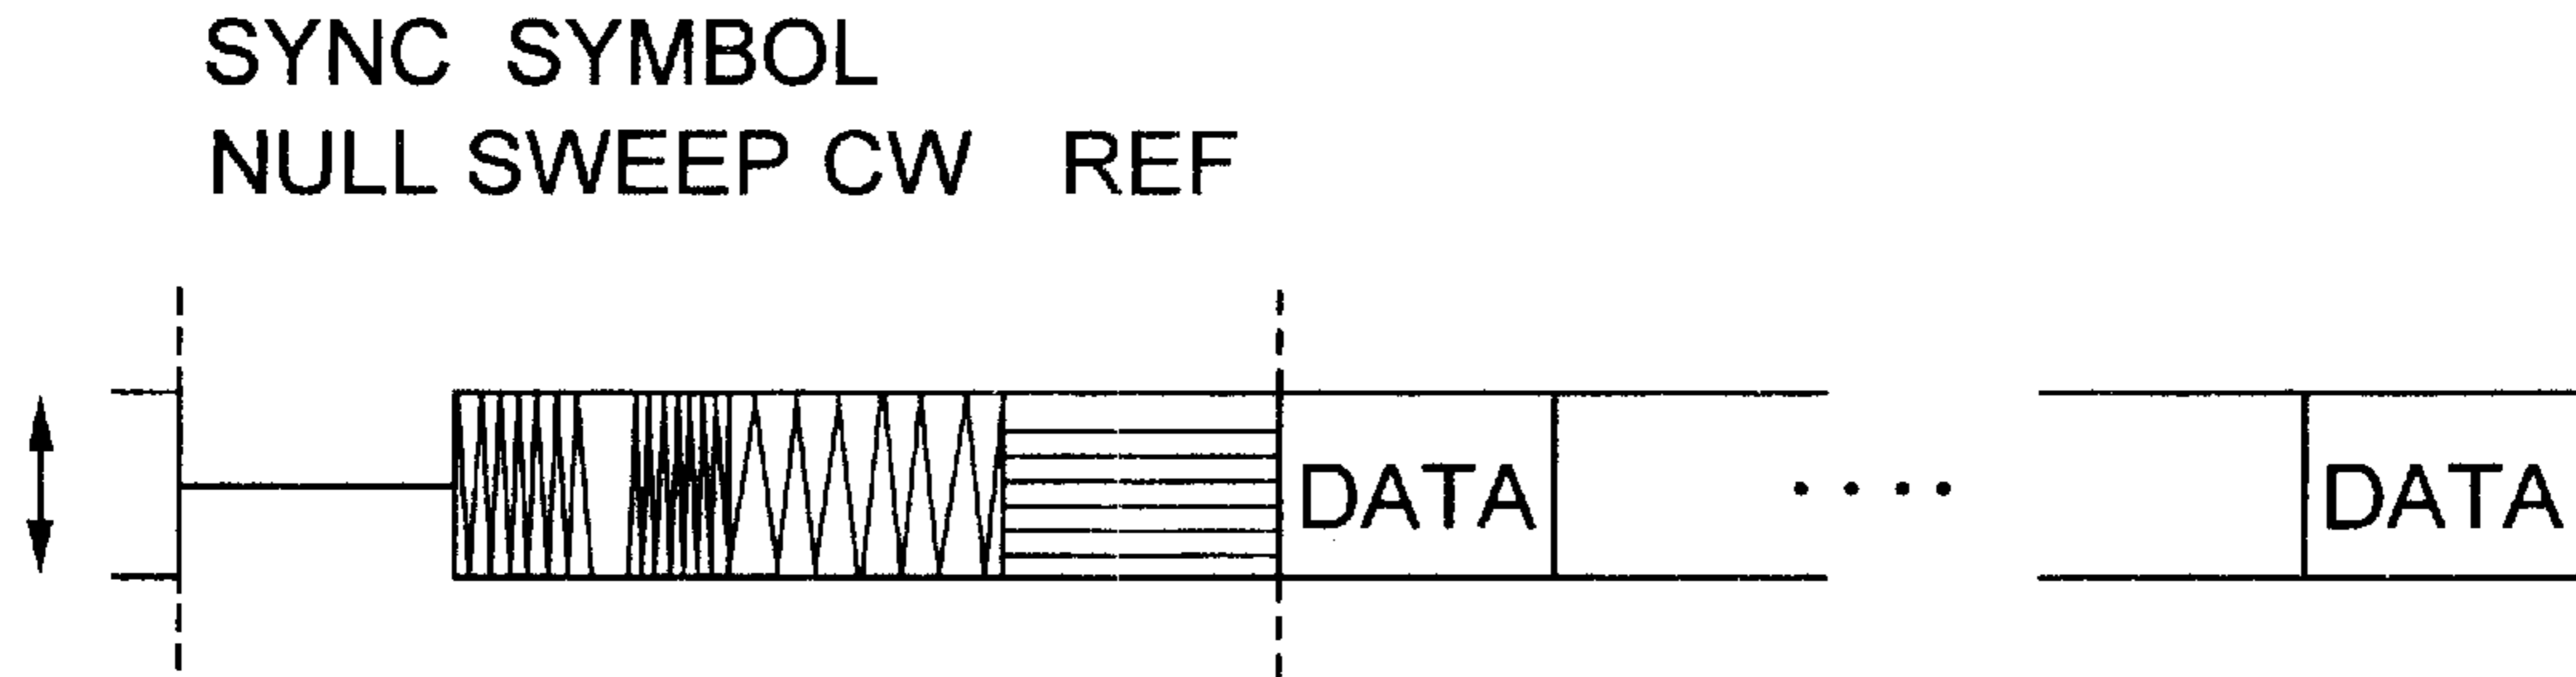 SYNC SYMBOL
NULL SWEEP CW REF
DATA • • • • DATA